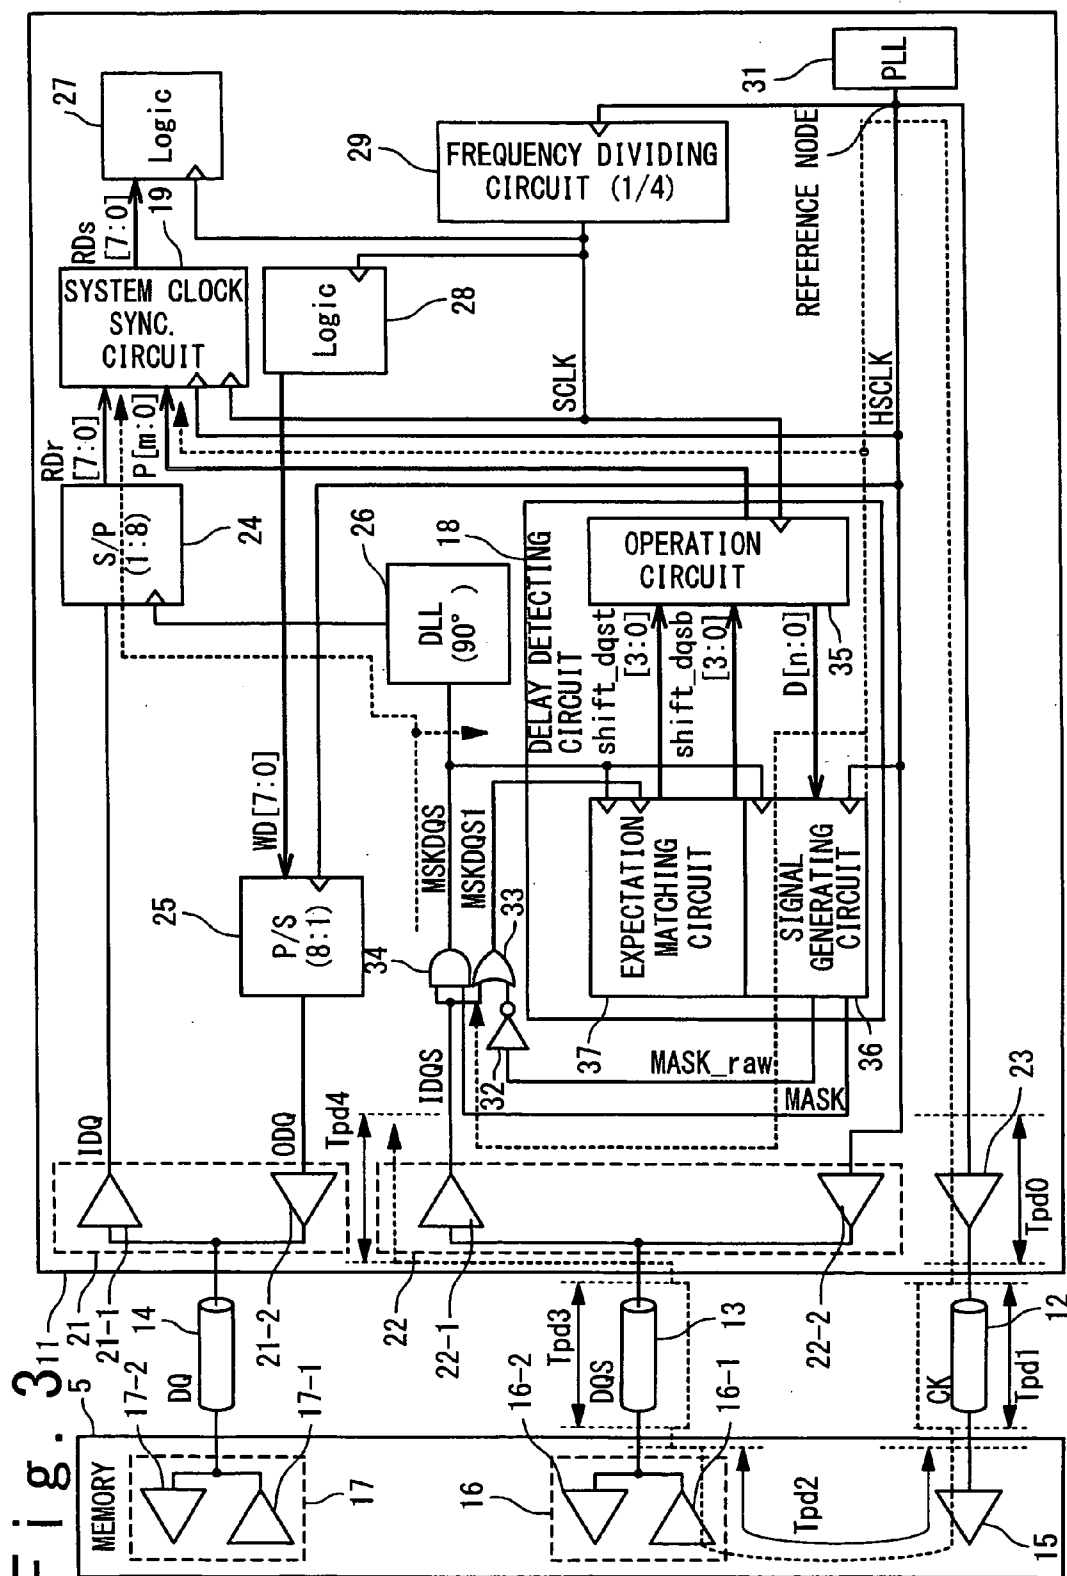 Fig. 3
5
MEMORY
17-2
17-1
17
16
16-2
16-1
15
Tpd2
DQ
14
DQS
13
Tpd3
CK
12
Tpd1
11
21
21-1
21-2
22
22-1
22-2
23
Tpd0
Tpd4
IDQ
ODQ
IDQS
MASK_raw
MASK
25
P/S
(8:1)
WD[7:0]
34
33
32
MSKDQS
MSKDQS1
37
EXPECTATION
MATCHING
CIRCUIT
SIGNAL
GENERATING
CIRCUIT
36
DELAY DETECTING
CIRCUIT
18
shift_dqst
[3:0]
shift_dqsb
[3:0]
D[n:0]
OPERATION
CIRCUIT
35
DLL
(90°)
26
S/P
(1:8)
24
RDr
[7:0]
P[m:0]
SYSTEM CLOCK
SYNC.
CIRCUIT
19
RDs
[7:0]
Logic
27
Logic
28
SCLK
HSCLK
FREQUENCY DIVIDING
CIRCUIT (1/4)
29
REFERENCE NODE
PLL
31